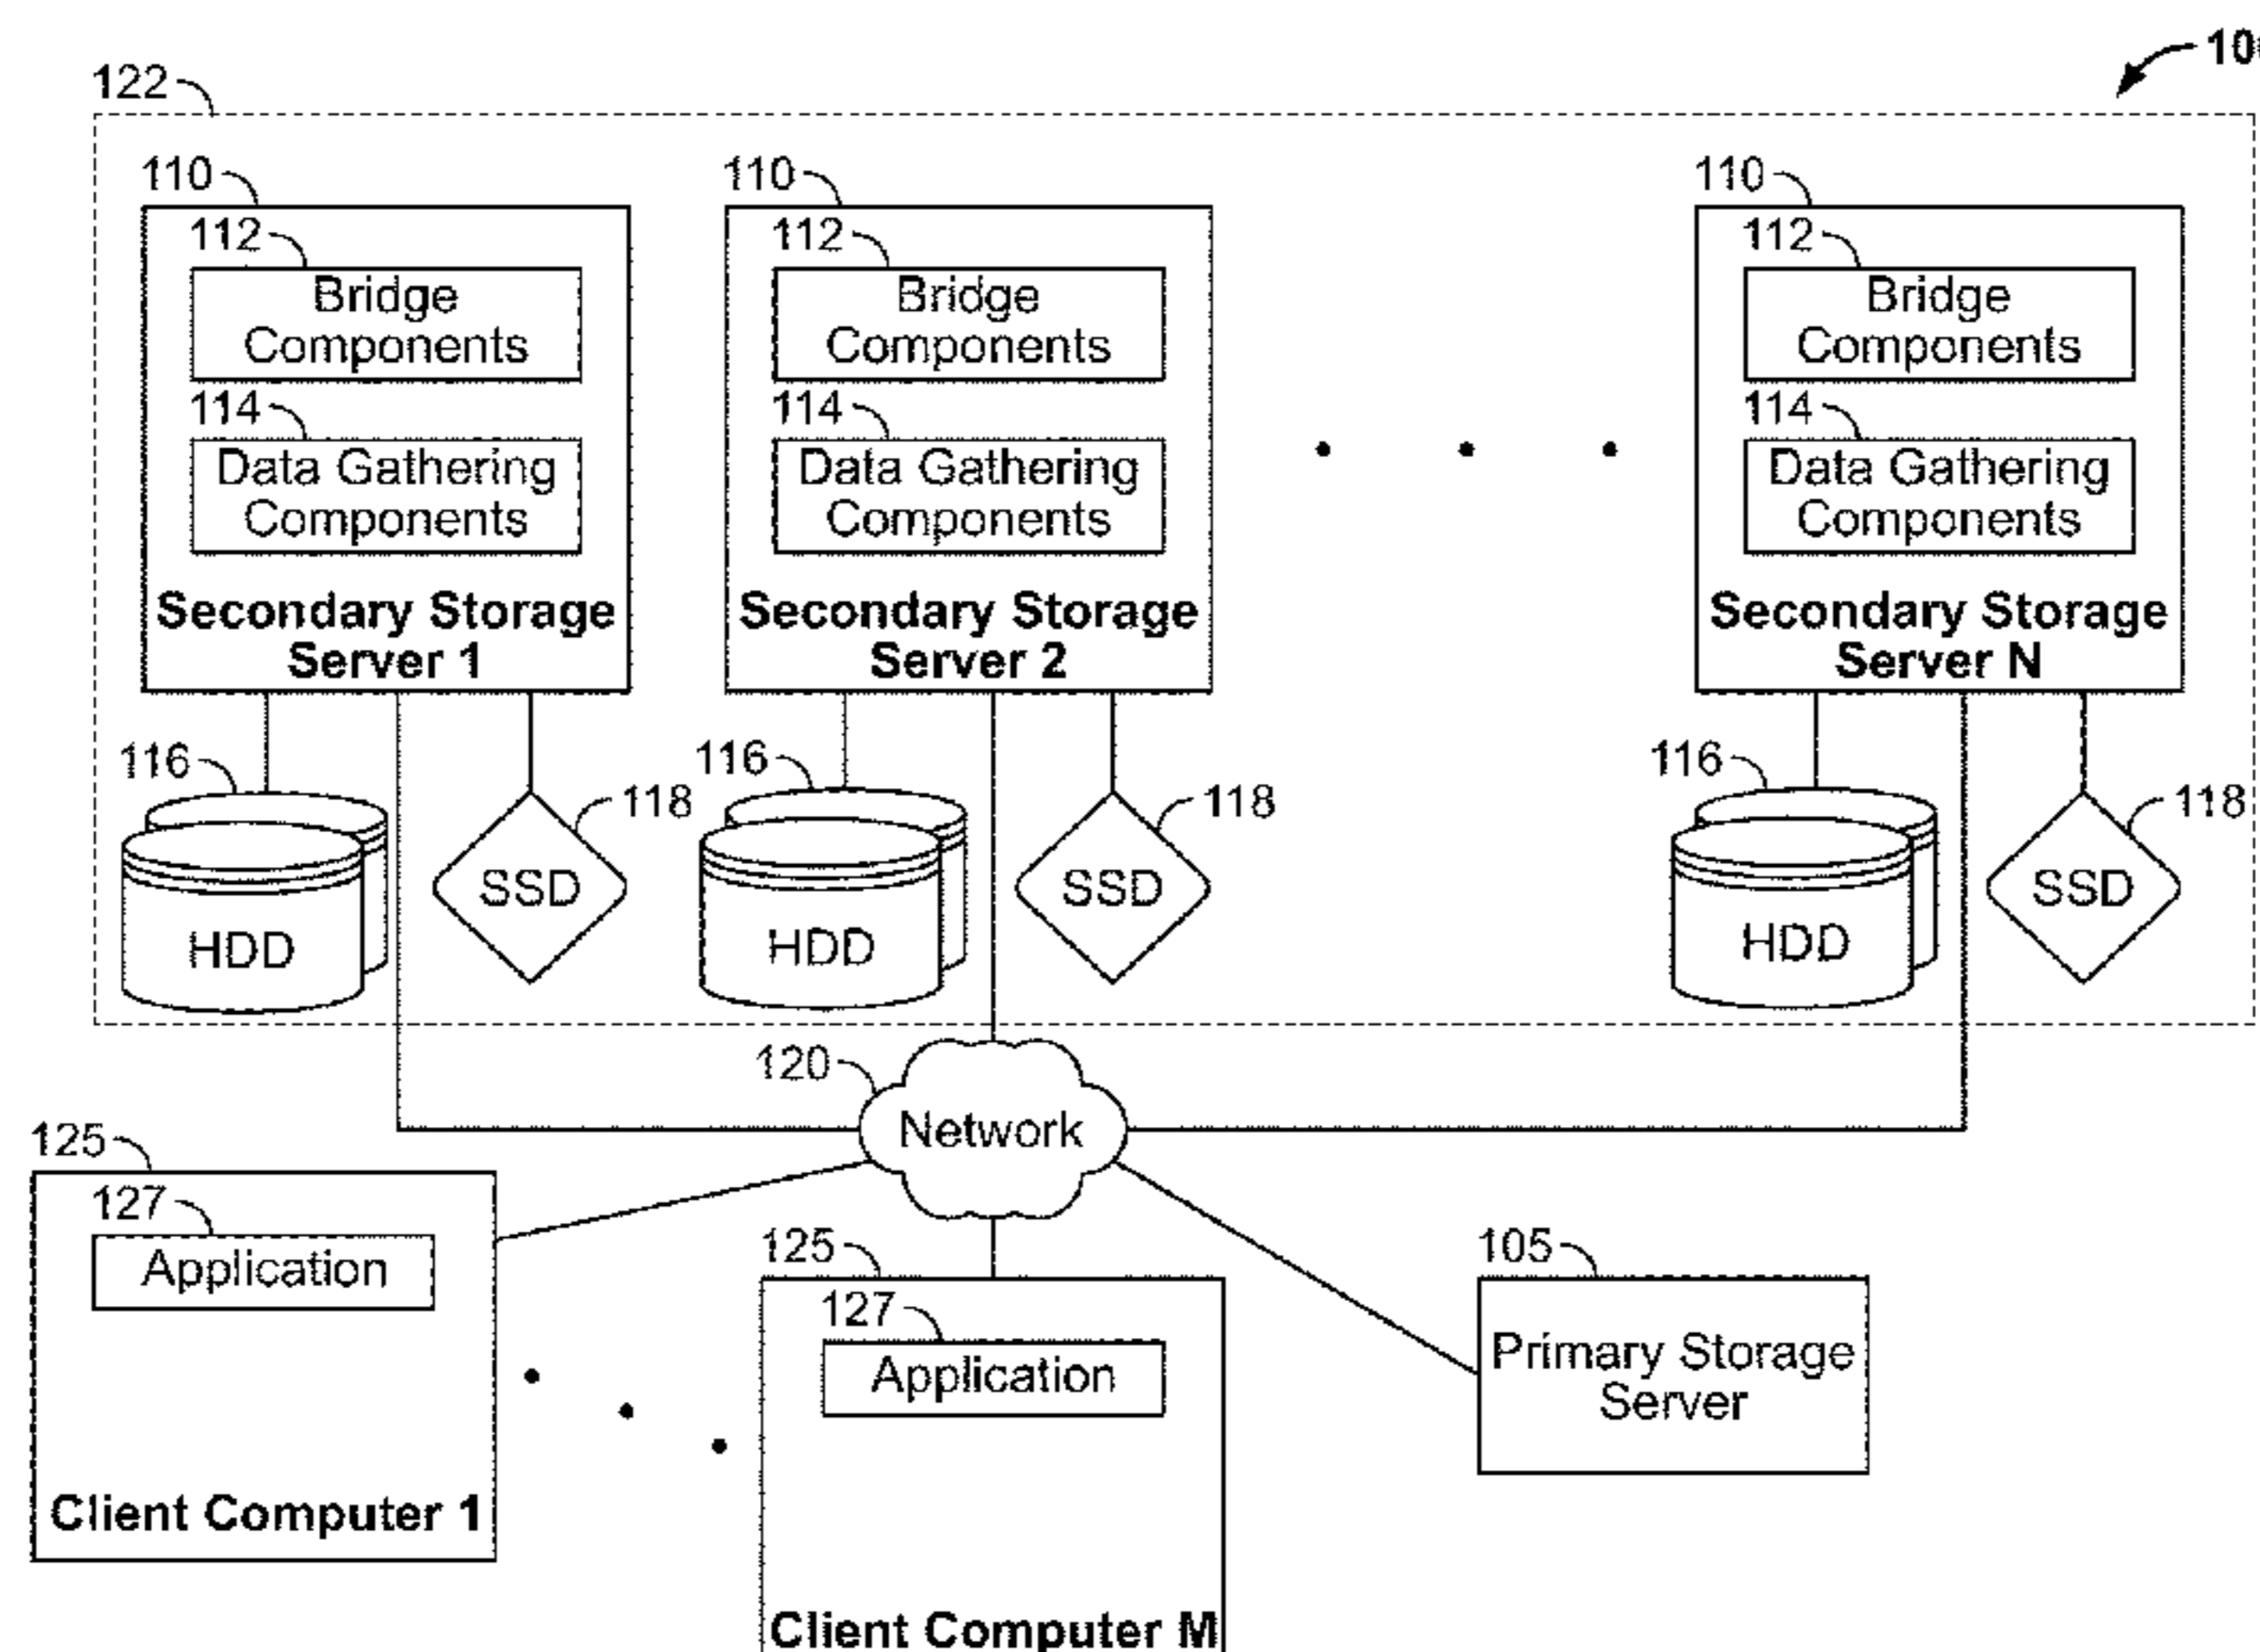 122
110
110
110
112
112
112
Bridge
Components
Bridge
Components
Bridge
Components
114
114
114
Data Gathering
Components
Data Gathering
Components
Data Gathering
Components
Secondary Storage
Server 1
Secondary Storage
Server 2
Secondary Storage
Server N
116
118
116
118
116
118
HDD
SSD
HDD
SSD
HDD
SSD
120
Network
125
127
Application
Client Computer 1
125
127
Application
Client Computer M
105
Primary Storage
Server